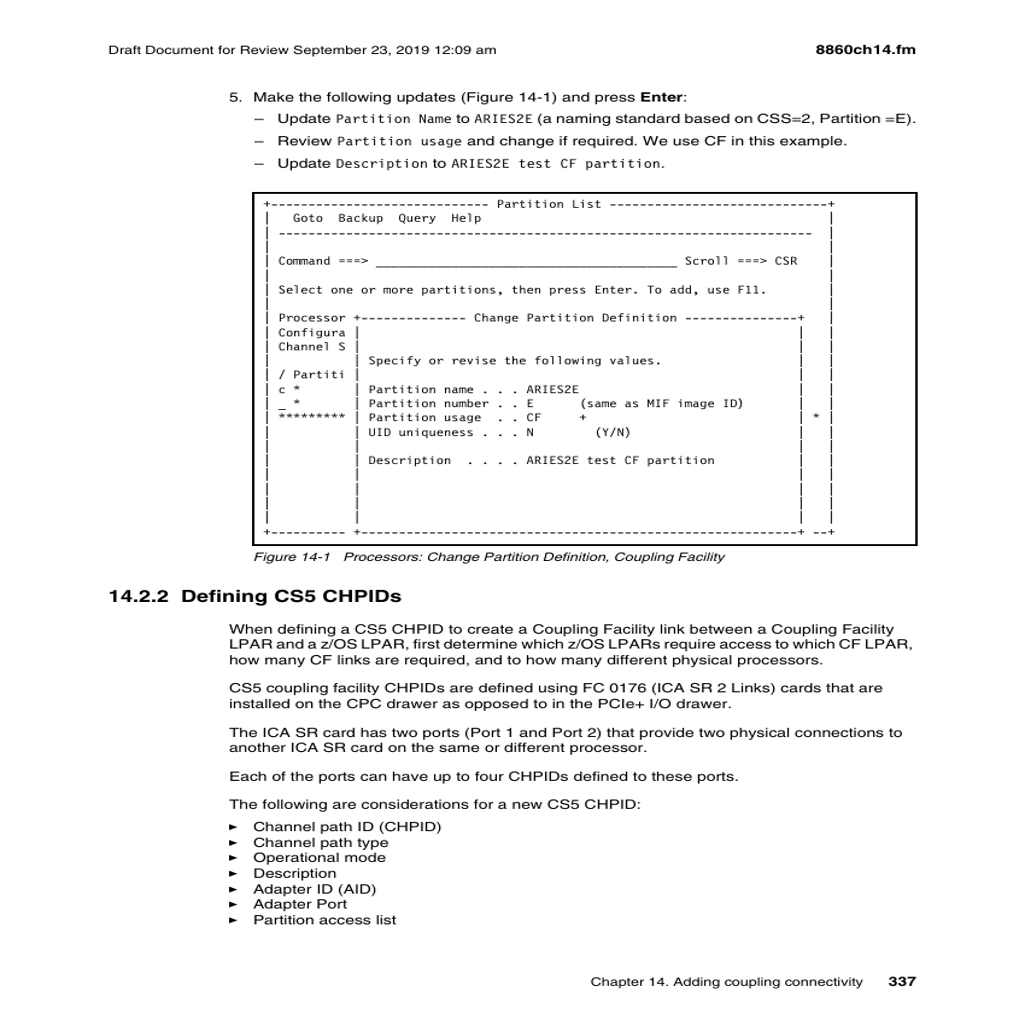 Draft Document for Review September 23, 2019 12:09 am 8860ch14.fm
5. Make the following updates (Figure 14-1) and press Enter:
– Update Partition Name to ARIES2E (a naming standard based on CSS=2, Partition =E).
– Review Partition usage and change if required. We use CF in this example.
– Update Description to ARIES2E test CF partition.
+----------------------------- Partition List -----------------------------+
| Goto Backup Query Help |
| ----------------------------------------------------------------------- |
| |
| Command ===> ________________________________________ Scroll ===> CSR |
| |
| Select one or more partitions, then press Enter. To add, use F11. |
| |
| Processor +-------------- Change Partition Definition ---------------+ |
| Configura | | |
| Channel S | | |
| | Specify or revise the following values. | |
| / Partiti | | |
| c * | Partition name . . . ARIES2E | |
| _ * | Partition number . . E (same as MIF image ID) | |
| ********* | Partition usage . . CF + | * |
| | UID uniqueness . . . N (Y/N) | |
| | | |
| | Description . . . . ARIES2E test CF partition | |
| | | |
| | | |
| | | |
| | | |
+---------- +----------------------------------------------------------+ --+
Figure 14-1 Processors: Change Partition Definition, Coupling Facility
14.2.2 Defining CS5 CHPIDs
When defining a CS5 CHPID to create a Coupling Facility link between a Coupling Facility
LPAR and a z/OS LPAR, first determine which z/OS LPARs require access to which CF LPAR,
how many CF links are required, and to how many different physical processors.
CS5 coupling facility CHPIDs are defined using FC 0176 (ICA SR 2 Links) cards that are
installed on the CPC drawer as opposed to in the PCIe+ I/O drawer.
The ICA SR card has two ports (Port 1 and Port 2) that provide two physical connections to
another ICA SR card on the same or different processor.
Each of the ports can have up to four CHPIDs defined to these ports.
The following are considerations for a new CS5 CHPID:
► Channel path ID (CHPID)
► Channel path type
► Operational mode
► Description
► Adapter ID (AID)
► Adapter Port
► Partition access list
Chapter 14. Adding coupling connectivity 337